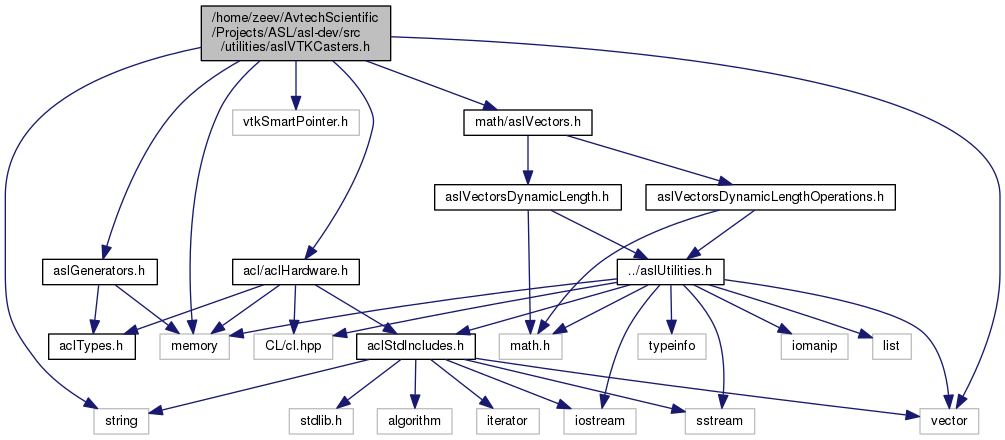 /home/zeev/AvtechScientific
/Projects/ASL/asl-dev/src
/utilities/aslVTKCasters.h
vtkSmartPointer.h
math/aslVectors.h
aslVectorsDynamicLength.h
aslVectorsDynamicLengthOperations.h
aslGenerators.h
acl/aclHardware.h
../aslUtilities.h
aclTypes.h
memory
CL/cl.hpp
aclStdIncludes.h
math.h
typeinfo
iomanip
list
string
stdlib.h
algorithm
iterator
iostream
sstream
vector